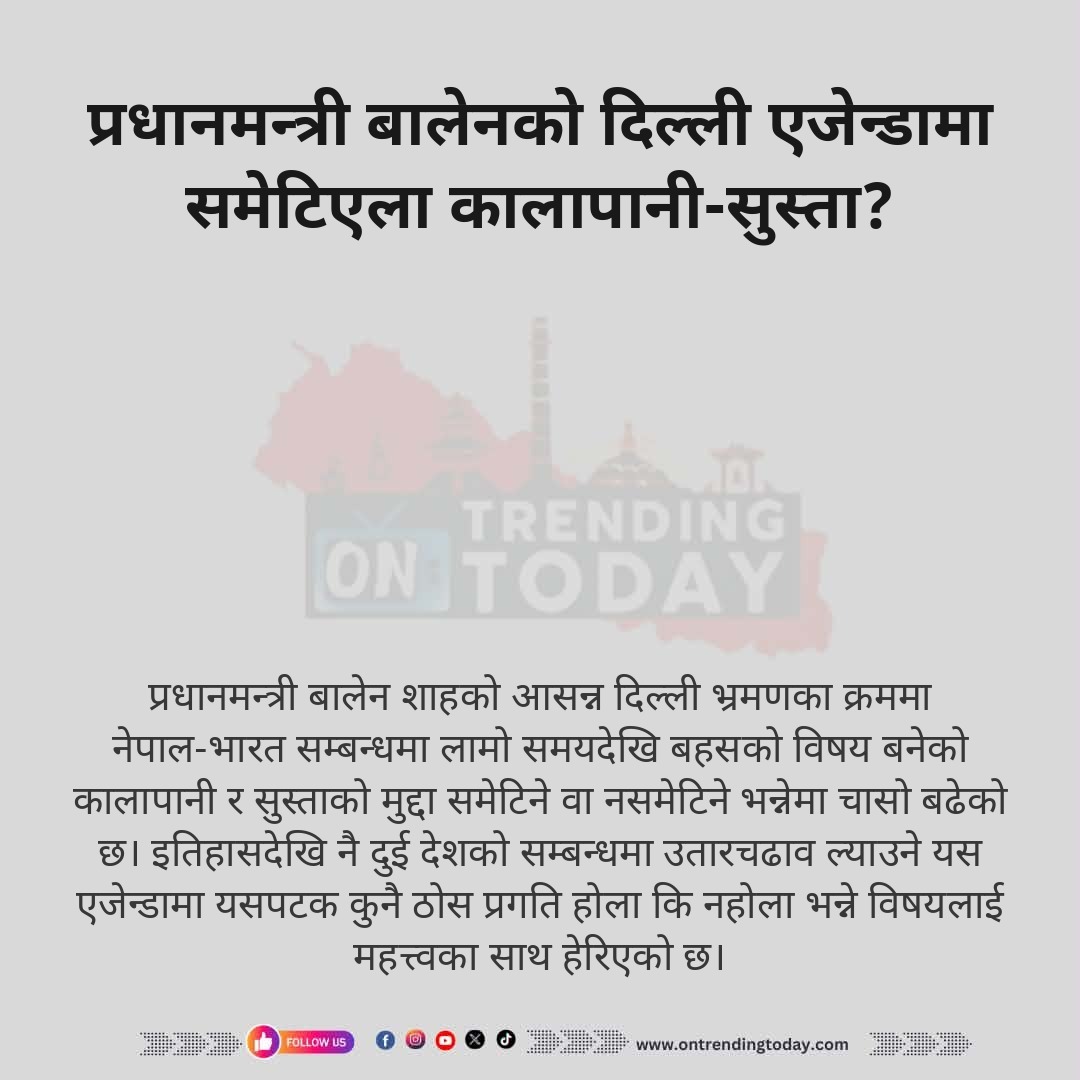 प्रधानमन्त्री बालेनको दिल्ली एजेन्डामा
समेटिएला कालापानी-सुस्ता?
TRENDING
ON TODAY
प्रधानमन्त्री बालेन शाहको आसन्न दिल्ली भ्रमणका क्रममा
नेपाल-भारत सम्बन्धमा लामो समयदेखि बहसको विषय बनेको
कालापानी र सुस्ताको मुद्दा समेटिने वा नसमेटिने भन्नेमा चासो बढेको
छ। इतिहासदेखि नै दुई देशको सम्बन्धमा उतारचढाव ल्याउने यस
एजेन्डामा यसपटक कुनै ठोस प्रगति होला कि नहोला भन्ने विषयलाई
महत्त्वका साथ हेरिएको छ।
FOLLOW US www.ontrendingtoday.com